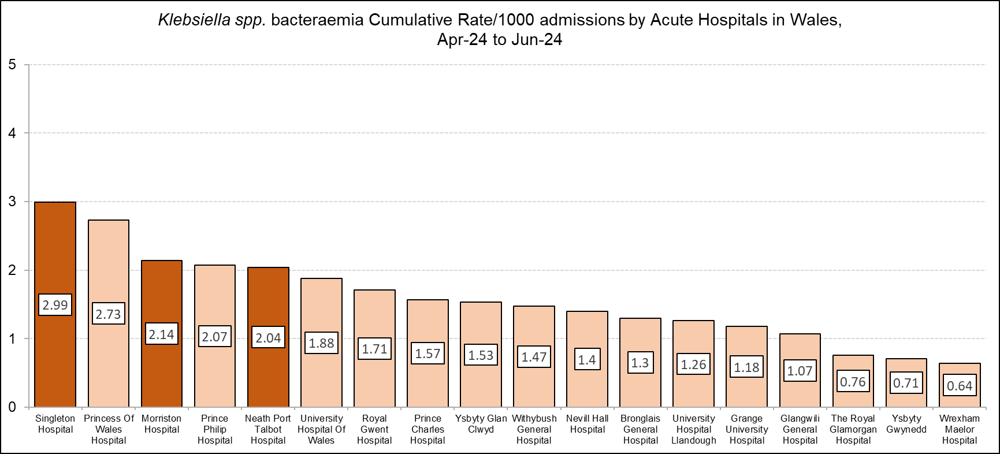 Klebsiella spp. bacteraemia Cumulative Rate/1000 admissions by Acute Hospitals in Wales,
Apr-24 to Jun-24
5
4
3
2
1
0
2.99
2.73
2.14
2.07
2.04
1.88
1.71
1.57
1.53
1.47
1.4
1.3
1.26
1.18
1.07
0.76
0.71
0.64
Singleton
Hospital
Princess Of
Wales
Hospital
Morriston
Hospital
Prince
Philip
Hospital
Neath Port
Talbot
Hospital
University
Hospital Of
Wales
Royal
Gwent
Hospital
Prince
Charles
Hospital
Ysbyty Glan
Clwyd
Withybush
General
Hospital
Nevill Hall
Hospital
Bronglais
General
Hospital
University
Hospital
Llandough
Grange
University
Hospital
Glangwili
General
Hospital
The Royal
Glamorgan
Hospital
Ysbyty
Gwynedd
Wrexham
Maelor
Hospital